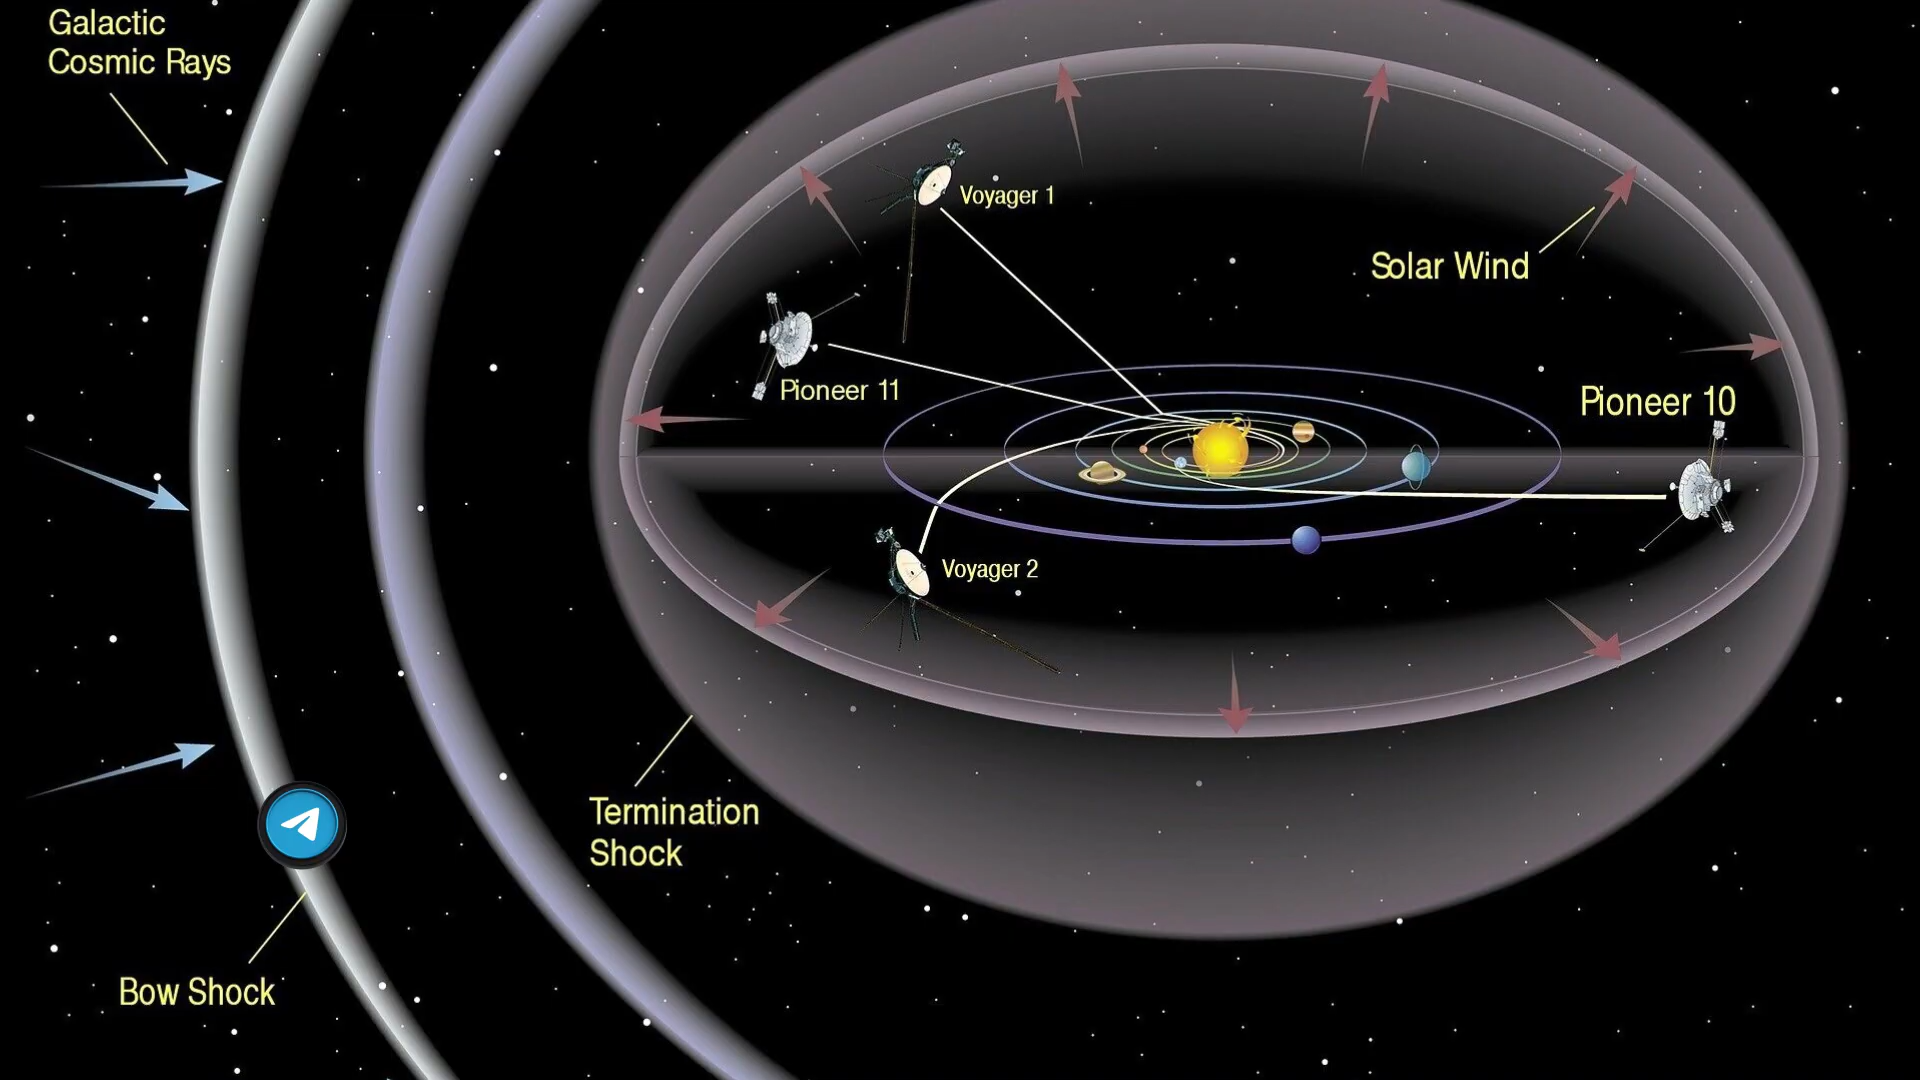 Galactic
Cosmic Rays
Voyager 1
Solar Wind
Pioneer 11
Pioneer 10
Voyager 2
Termination
Shock
Bow Shock